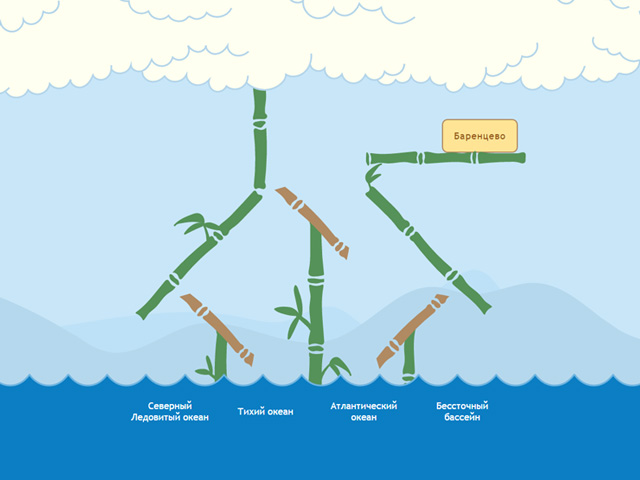 Баренцево
Северный
Ледовитый океан
Тихий океан
Атлантический
океан
Бессточный
бассейн